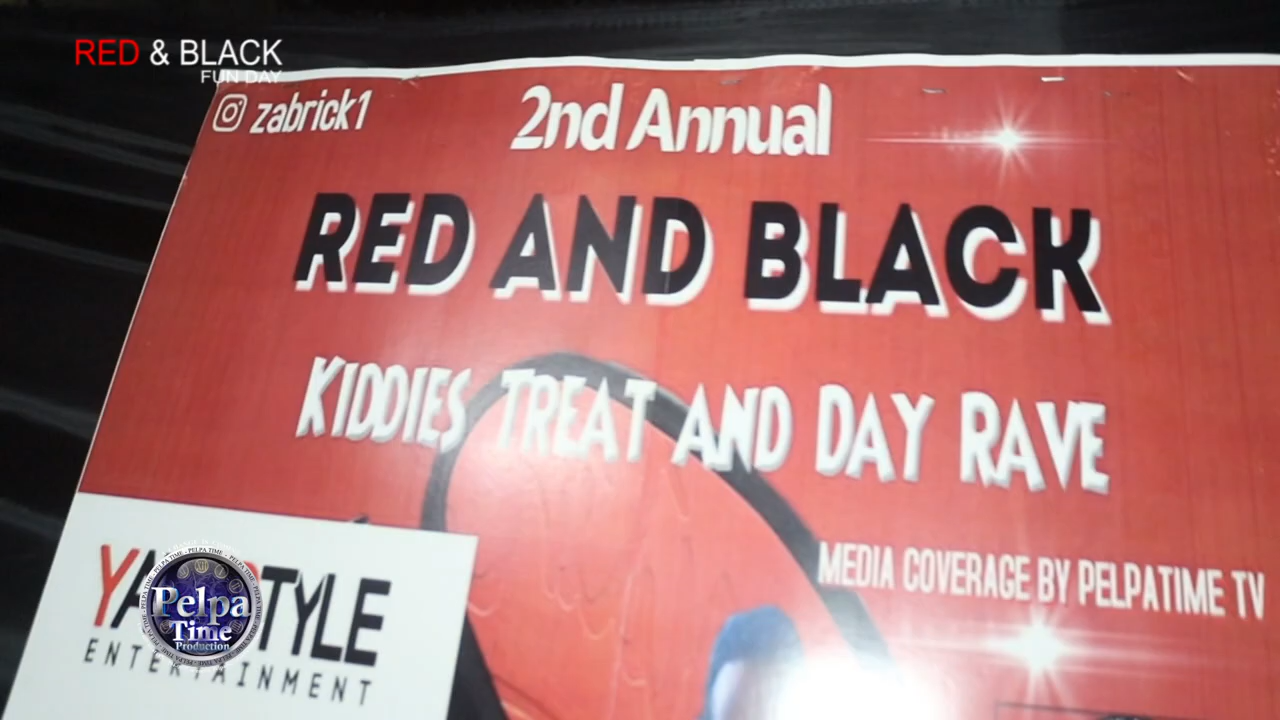 RED & BLACK
FUN DAY
zabrick1
2nd Annual
RED AND BLACK
KIDDIES TREAT AND DAY RAVE
MEDIA COVERAGE BY PELPATIME TV
Pelpa
Time
Production
ENTERTAINMENT